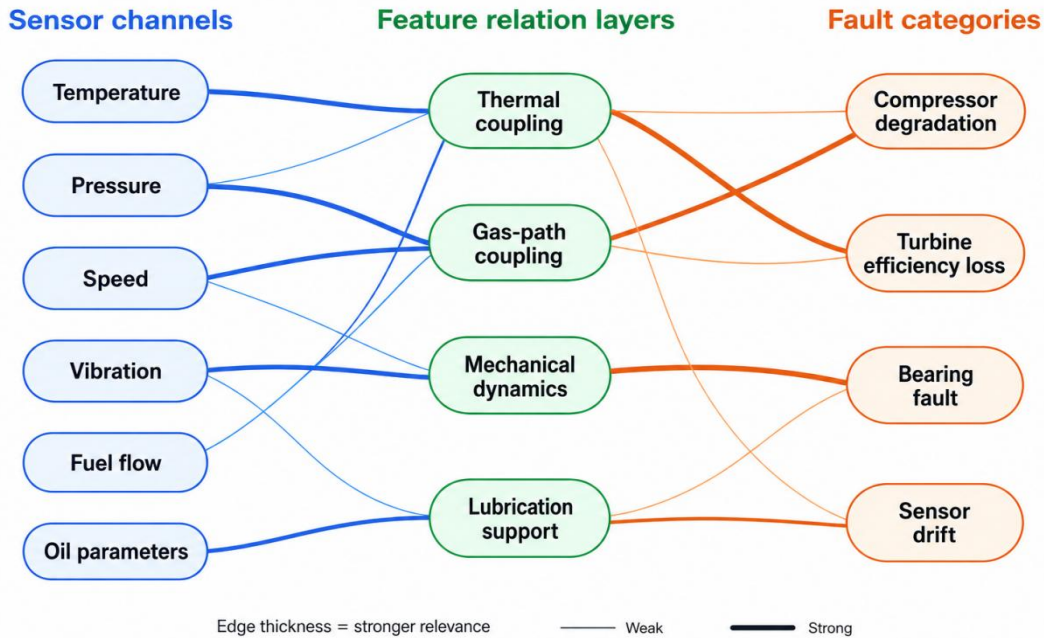 Sensor channels
Feature relation layers
Fault categories
Temperature
Pressure
Speed
Vibration
Fuel flow
Oil parameters
Thermal
coupling
Gas-path
coupling
Mechanical
dynamics
Lubrication
support
Compressor
degradation
Turbine
efficiency loss
Bearing
fault
Sensor
drift
Edge thickness = stronger relevance
Weak
Strong